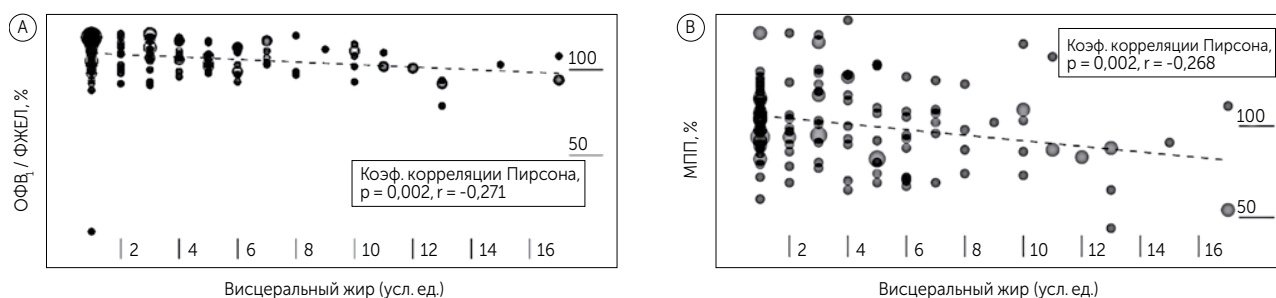 A
ОФВ₁ / ФЖЕЛ, %
100
50
Коэф. корреляции Пирсона,
p = 0,002, r = -0,271
2 4 6 8 10 12 14 16
Висцеральный жир (усл. ед.)
B
МПП, %
Коэф. корреляции Пирсона,
p = 0,002, r = -0,268
100
50
2 4 6 8 10 12 14 16
Висцеральный жир (усл. ед.)